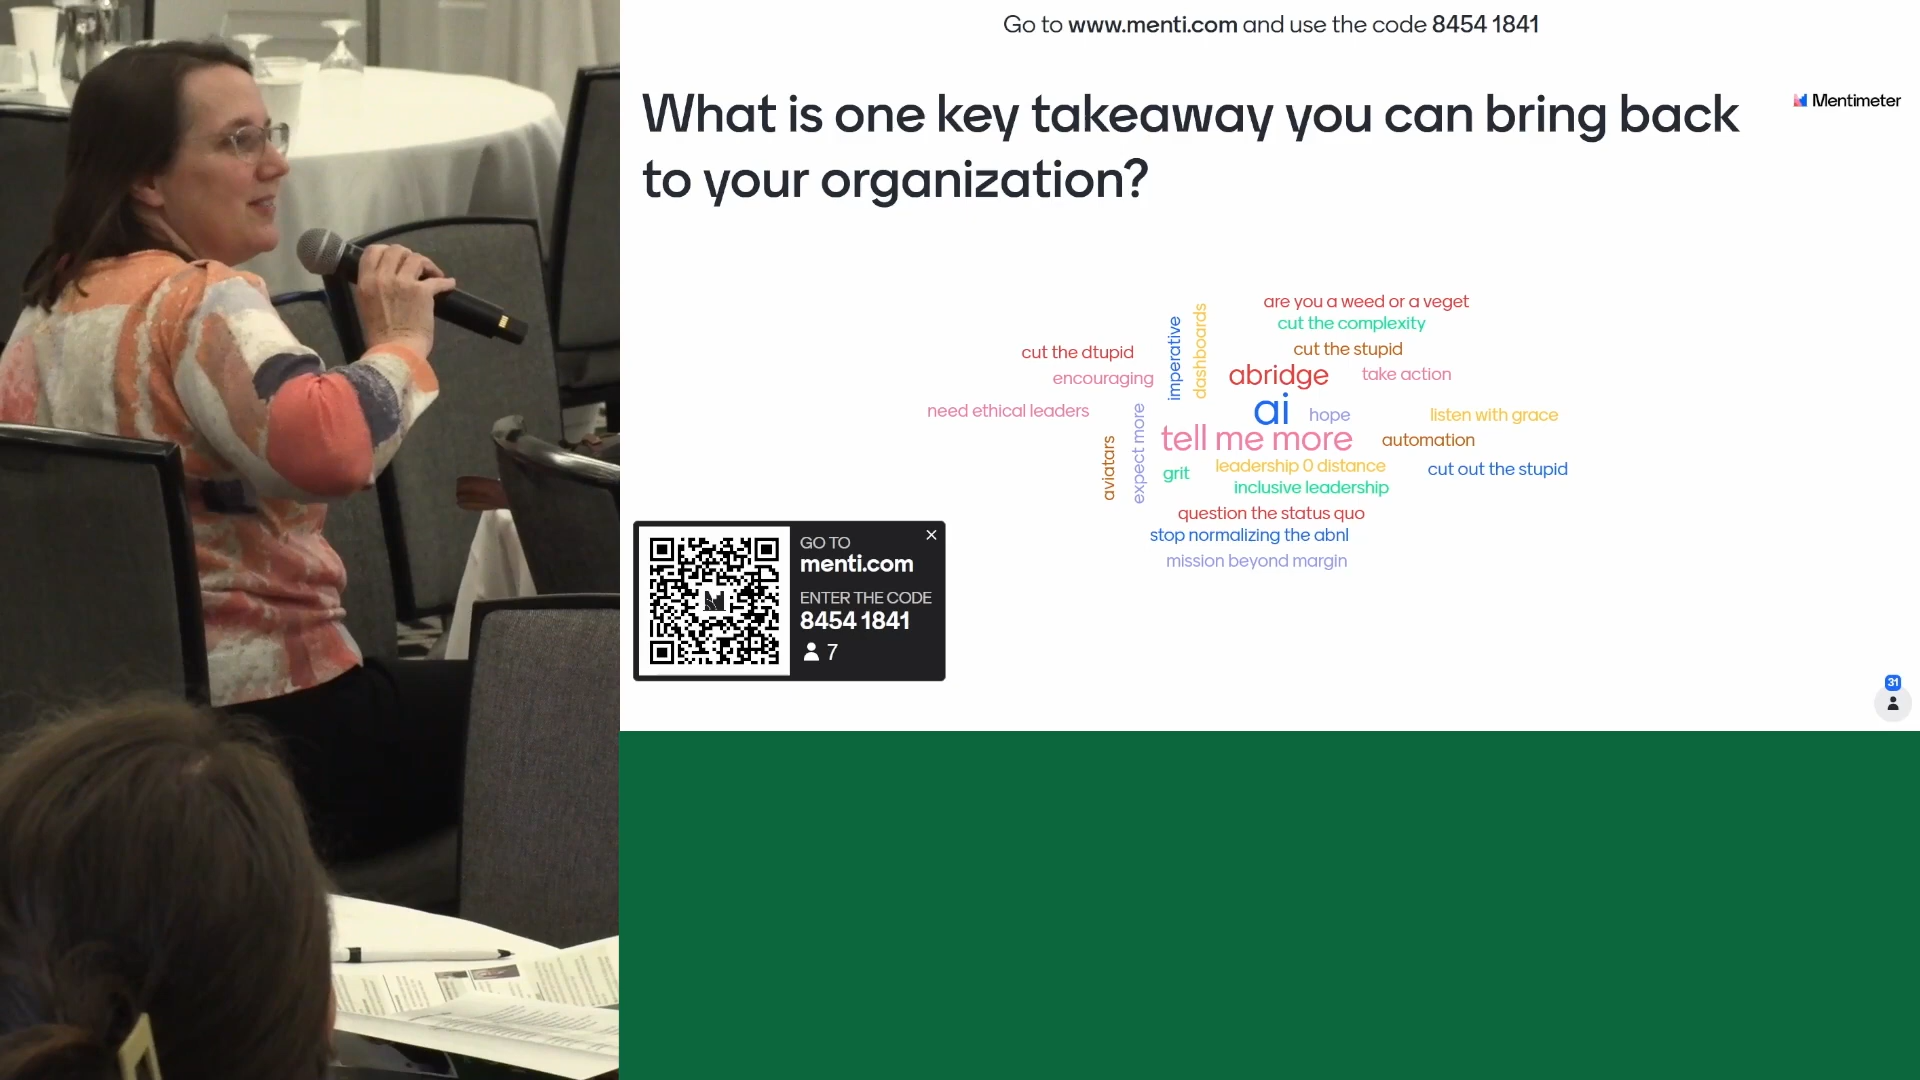 Go to www.menti.com and use the code 8454 1841
What is one key takeaway you can bring back
to your organization?
Mentimeter
are you a weed or a veget
cut the complexity
cut the stupid
cut the dtupid
imperative
dashboards
encouraging
abridge
take action
need ethical leaders
ai
hope
listen with grace
tell me more
automation
aviatars
expect more
grit
leadership 0 distance
cut out the stupid
inclusive leadership
question the status quo
stop normalizing the abnl
mission beyond margin
GO TO
menti.com
ENTER THE CODE
8454 1841
7
31